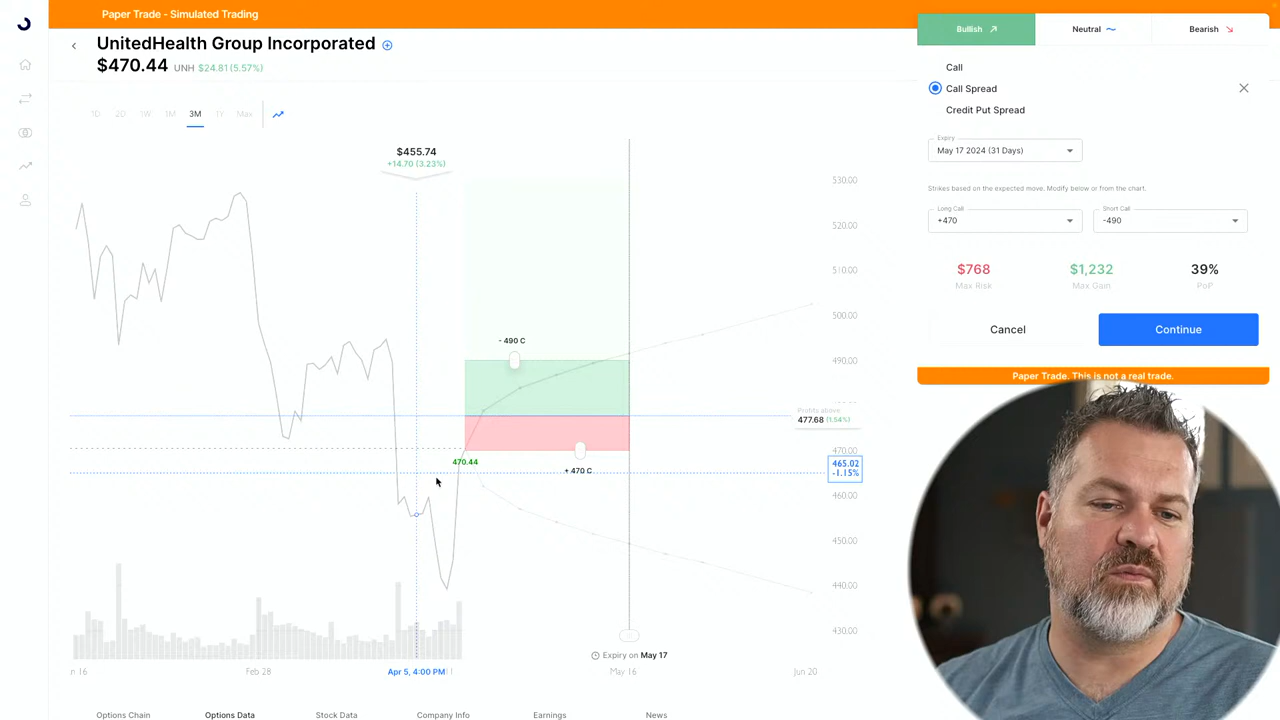 Paper Trade - Simulated Trading
UnitedHealth Group Incorporated
$470.44 UNH $24.81 (5.57%)
1D 2D 1W 1M 3M 1Y Max
$455.74
+14.70 (3.23%)
530.00
520.00
510.00
500.00
490.00
- 490 C
Profits above
477.68 (1.54%)
470.00
470.44
+ 470 C
465.02
-1.15%
460.00
450.00
440.00
430.00
Expiry on May 17
n 16 Feb 28 Apr 5, 4:00 PM May 16 Jun 20
Options Chain Options Data Stock Data Company Info Earnings News
Bullish Neutral Bearish
Call
Call Spread
Credit Put Spread
Expiry
May 17 2024 (31 Days)
Strikes based on the expected move. Modify below or from the chart.
Long Call Short Call
+470 -490
$768 $1,232 39%
Max Risk Max Gain PoP
Cancel Continue
Paper Trade. This is not a real trade.